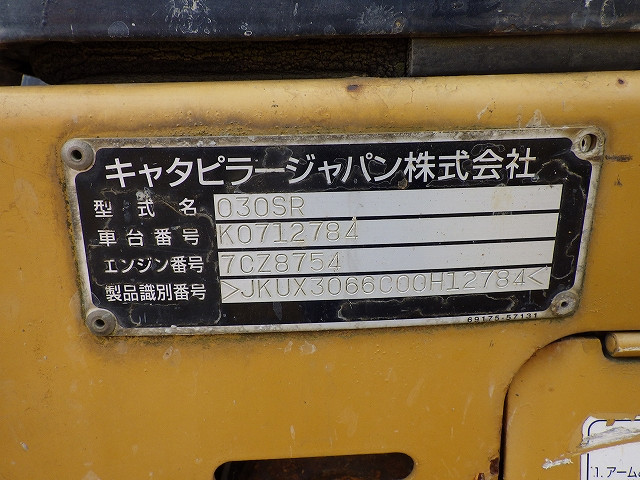 キャタピラージャパン株式会社
型式名 030SR
車台番号 K0712784
エンジン番号 7CZ8754
製品識別番号 >JKUX3066C00H12784<
69175-57131
1. アーム